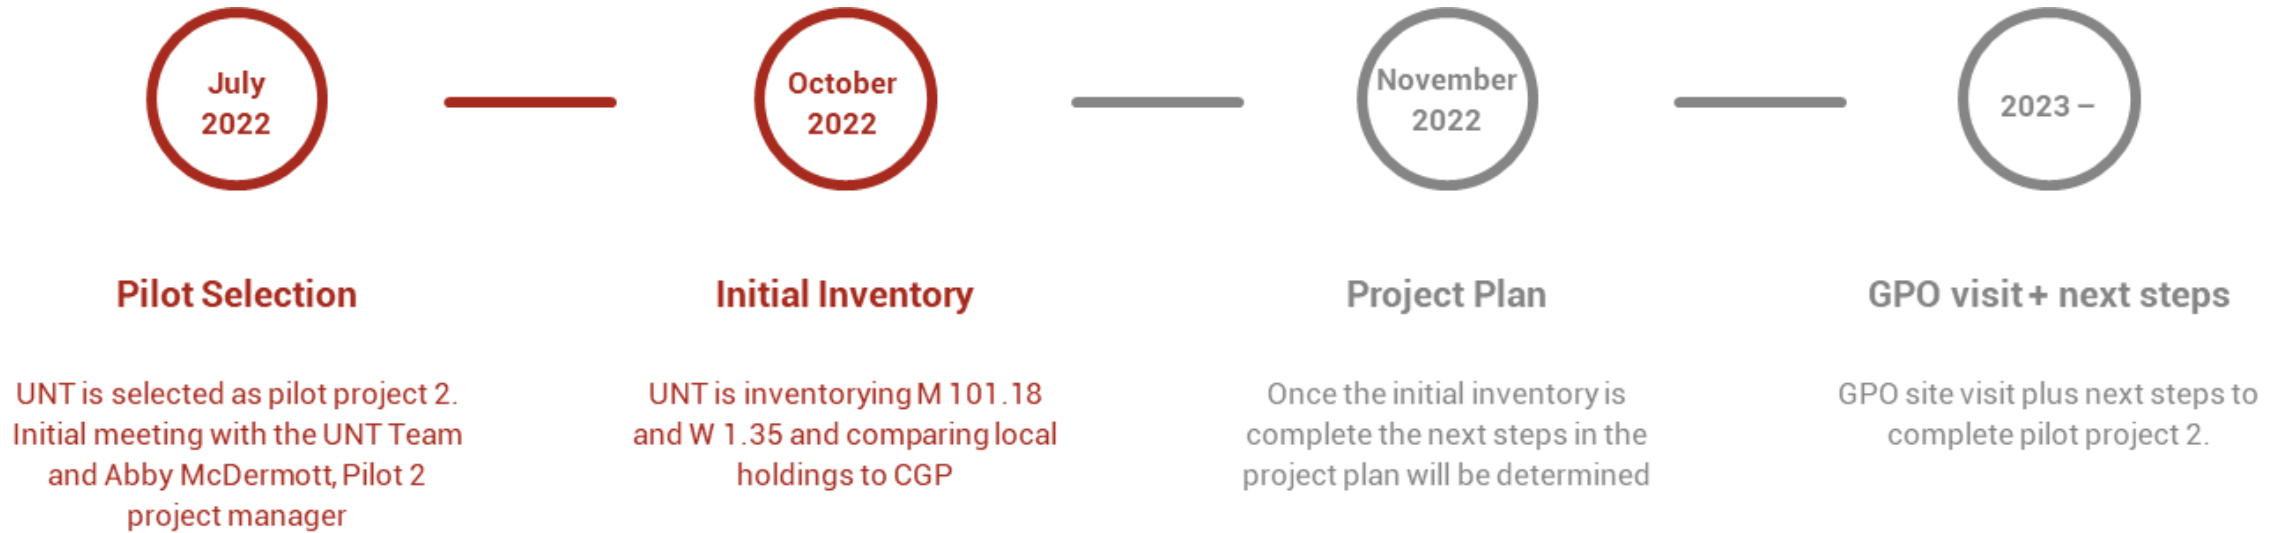 July
2022
October
2022
November
2022
2023 –
Pilot Selection
Initial Inventory
Project Plan
GPO visit + next steps
UNT is selected as pilot project 2.
Initial meeting with the UNT Team
and Abby McDermott, Pilot 2
project manager
UNT is inventorying M 101.18
and W 1.35 and comparing local
holdings to CGP
Once the initial inventory is
complete the next steps in the
project plan will be determined
GPO site visit plus next steps to
complete pilot project 2.